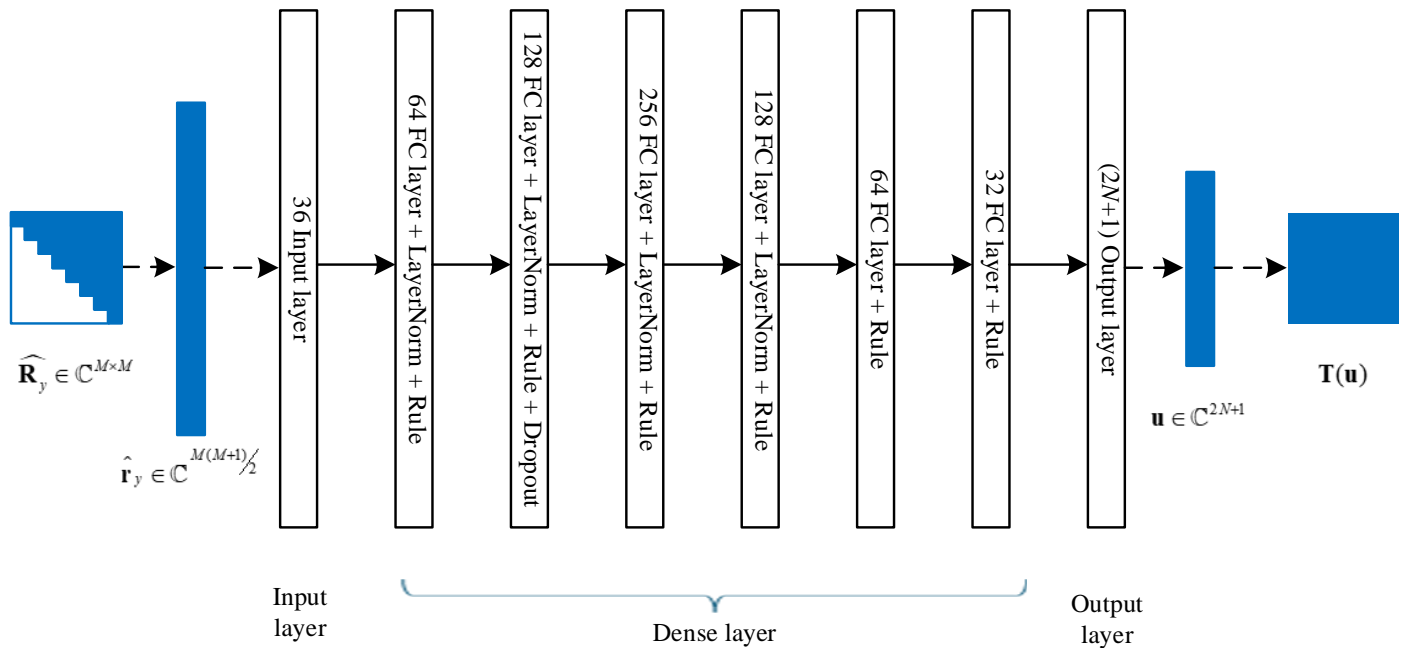 R̂_y ∈ ℂ^{M×M}
r̂_y ∈ ℂ^{M(M+1)/2}
36 Input layer
64 FC layer + LayerNorm + Rule
128 FC layer + LayerNorm + Rule + Dropout
256 FC layer + LayerNorm + Rule
128 FC layer + LayerNorm + Rule
64 FC layer + Rule
32 FC layer + Rule
(2N+1) Output layer
u ∈ ℂ^{2N+1}
T(u)
Input
layer
Dense layer
Output
layer